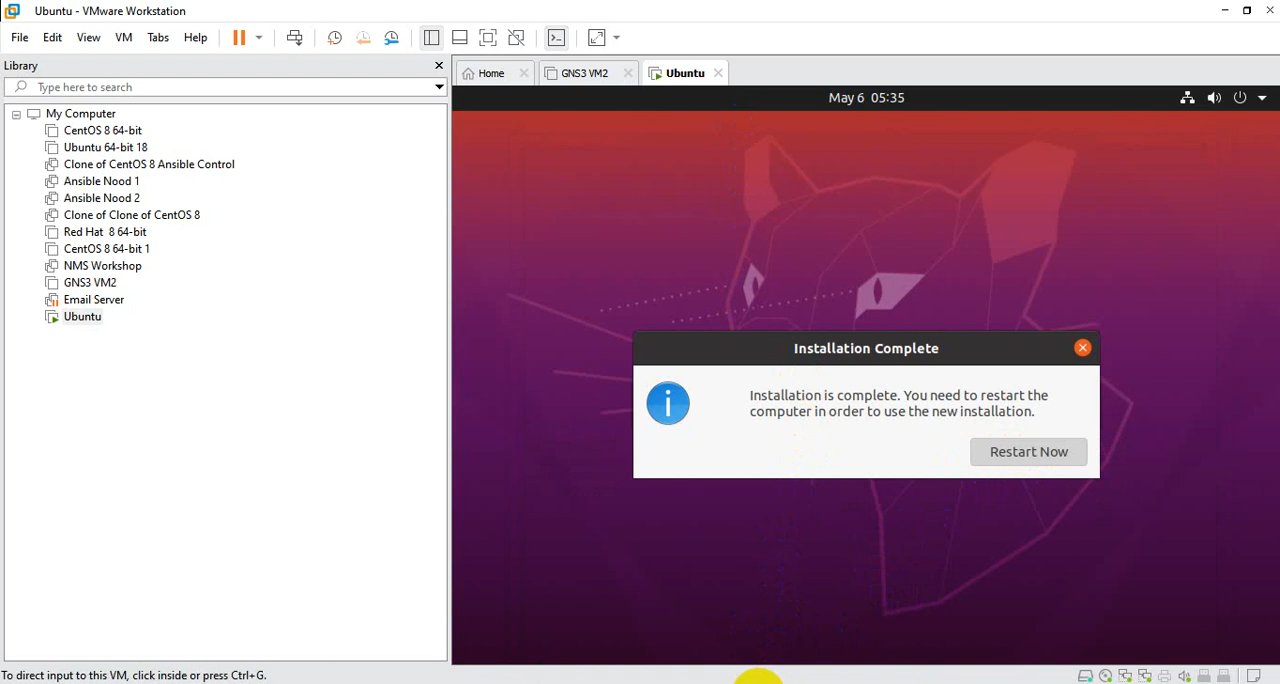 Ubuntu - VMware Workstation
File Edit View VM Tabs Help
Library
Type here to search
My Computer
CentOS 8 64-bit
Ubuntu 64-bit 18
Clone of CentOS 8 Ansible Control
Ansible Nood 1
Ansible Nood 2
Clone of Clone of CentOS 8
Red Hat 8 64-bit
CentOS 8 64-bit 1
NMS Workshop
GNS3 VM2
Email Server
Ubuntu
Home GNS3 VM2 Ubuntu
May 6 05:35
Installation Complete
Installation is complete. You need to restart the
computer in order to use the new installation.
Restart Now
To direct input to this VM, click inside or press Ctrl+G.